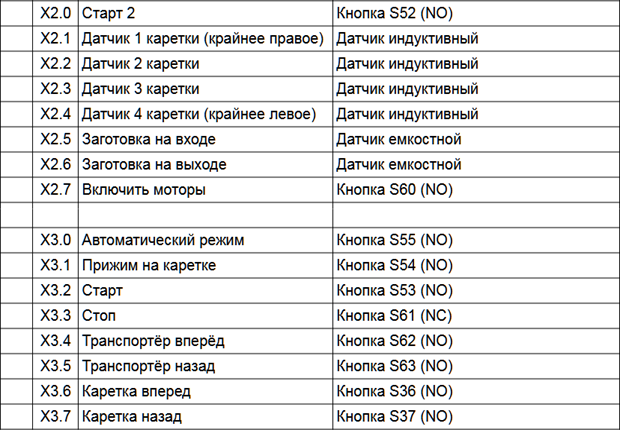 X2.0 Старт 2 Кнопка S52 (NO)
X2.1 Датчик 1 каретки (крайнее правое) Датчик индуктивный
X2.2 Датчик 2 каретки Датчик индуктивный
X2.3 Датчик 3 каретки Датчик индуктивный
X2.4 Датчик 4 каретки (крайнее левое) Датчик индуктивный
X2.5 Заготовка на входе Датчик емкостной
X2.6 Заготовка на выходе Датчик емкостной
X2.7 Включить моторы Кнопка S60 (NO)
X3.0 Автоматический режим Кнопка S55 (NO)
X3.1 Прижим на каретке Кнопка S54 (NO)
X3.2 Старт Кнопка S53 (NO)
X3.3 Стоп Кнопка S61 (NC)
X3.4 Транспортёр вперёд Кнопка S62 (NO)
X3.5 Транспортёр назад Кнопка S63 (NO)
X3.6 Каретка вперед Кнопка S36 (NO)
X3.7 Каретка назад Кнопка S37 (NO)